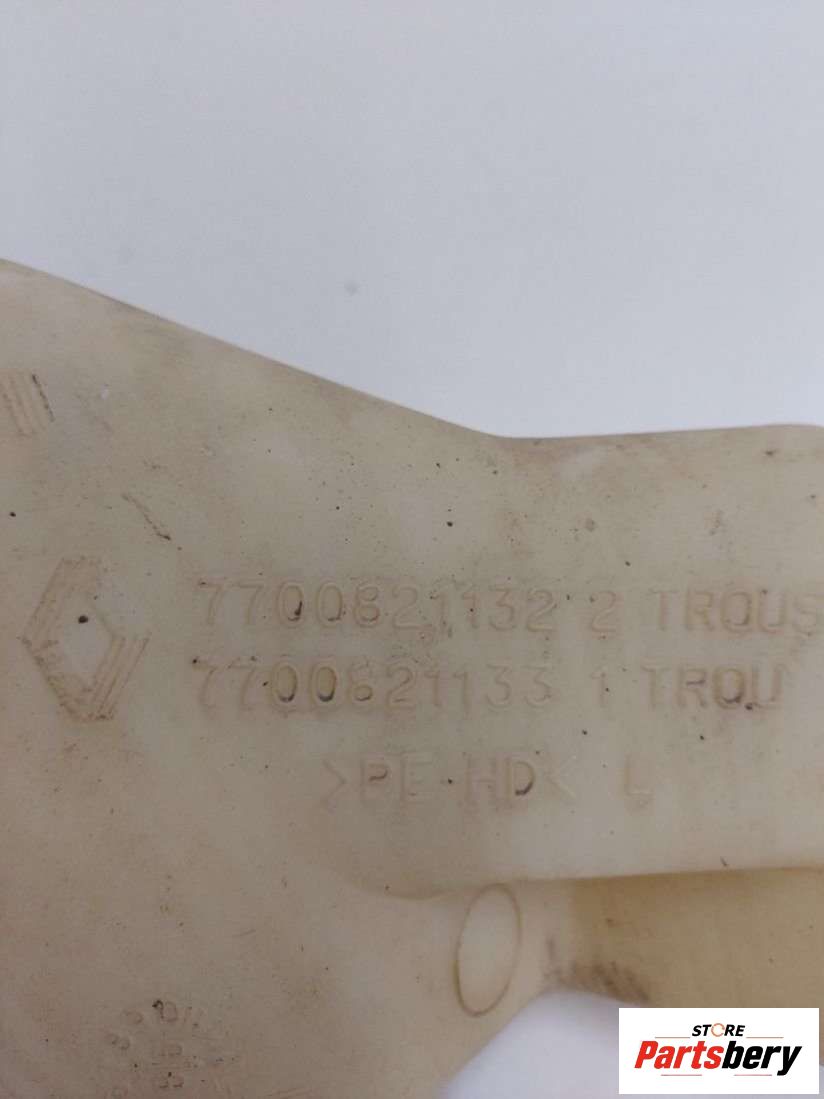 7700821132 2 TROUS
7700821133 1 TROU
>PE-HD< L
STORE
Partsbery